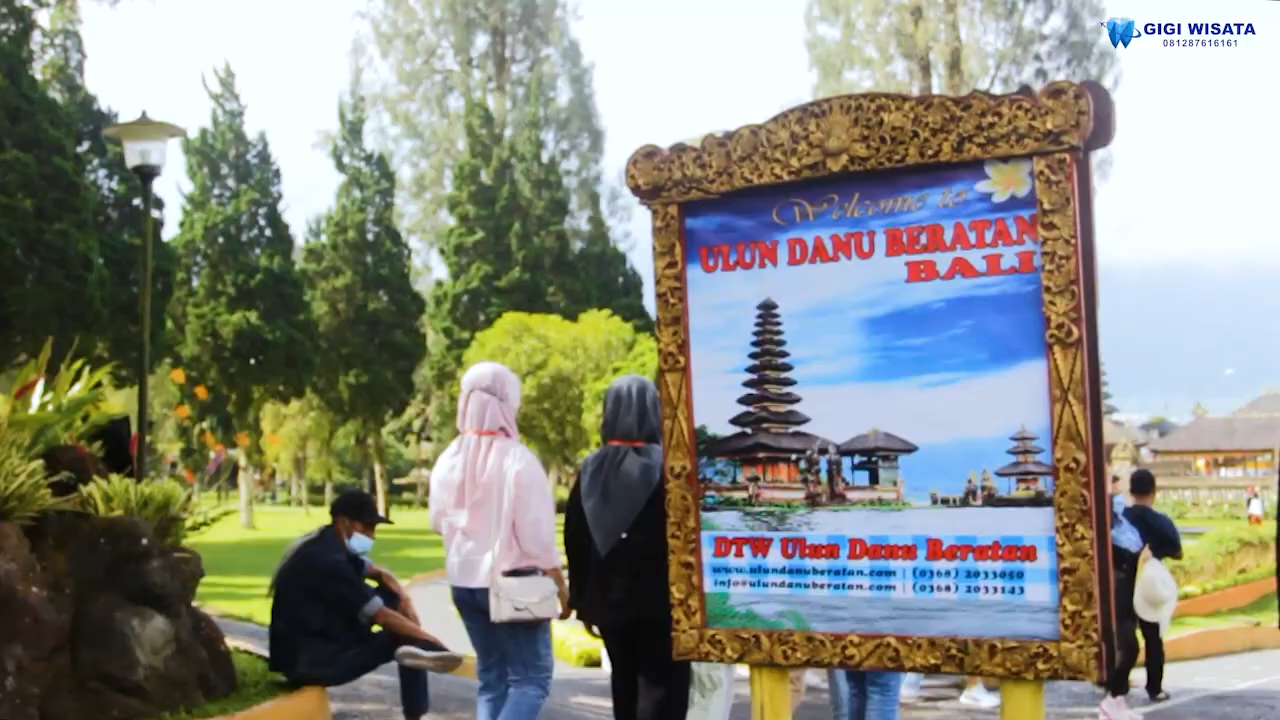 GIGI WISATA
081287616161
Welcome to
ULUN DANU BERATAN
BALI
DTW Ulun Danu Beratan
www.ulundanuberatan.com | (0368) 2033050
info@ulundanuberatan.com | (0368) 2033143